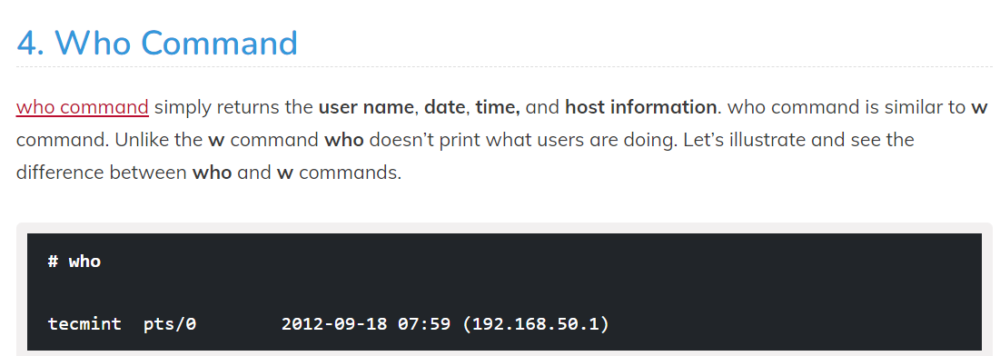 4. Who Command
who command simply returns the user name, date, time, and host information. who command is similar to w
command. Unlike the w command who doesn’t print what users are doing. Let’s illustrate and see the
difference between who and w commands.
# who
tecmint pts/0 2012-09-18 07:59 (192.168.50.1)